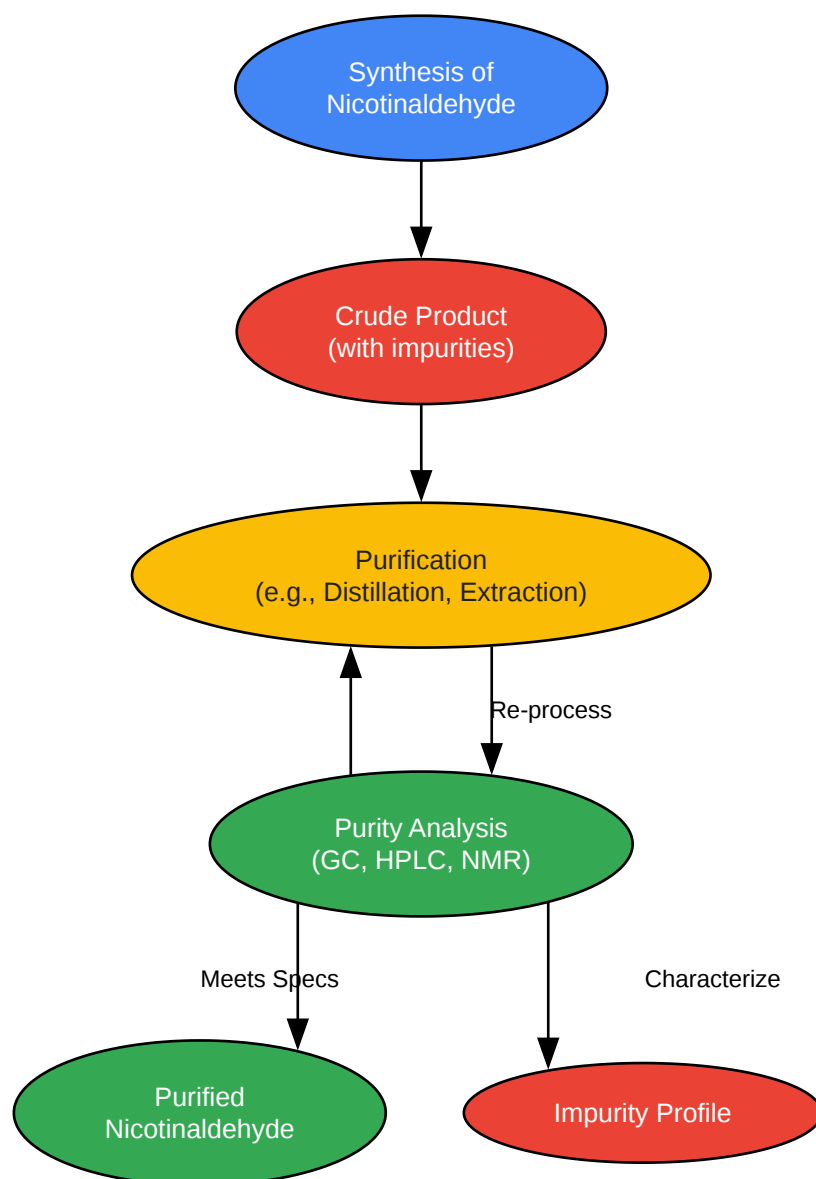 Synthesis of
Nicotinaldehyde
Crude Product
(with impurities)
Purification
(e.g., Distillation, Extraction)
Re-process
Purity Analysis
(GC, HPLC, NMR)
Meets Specs
Characterize
Purified
Nicotinaldehyde
Impurity Profile